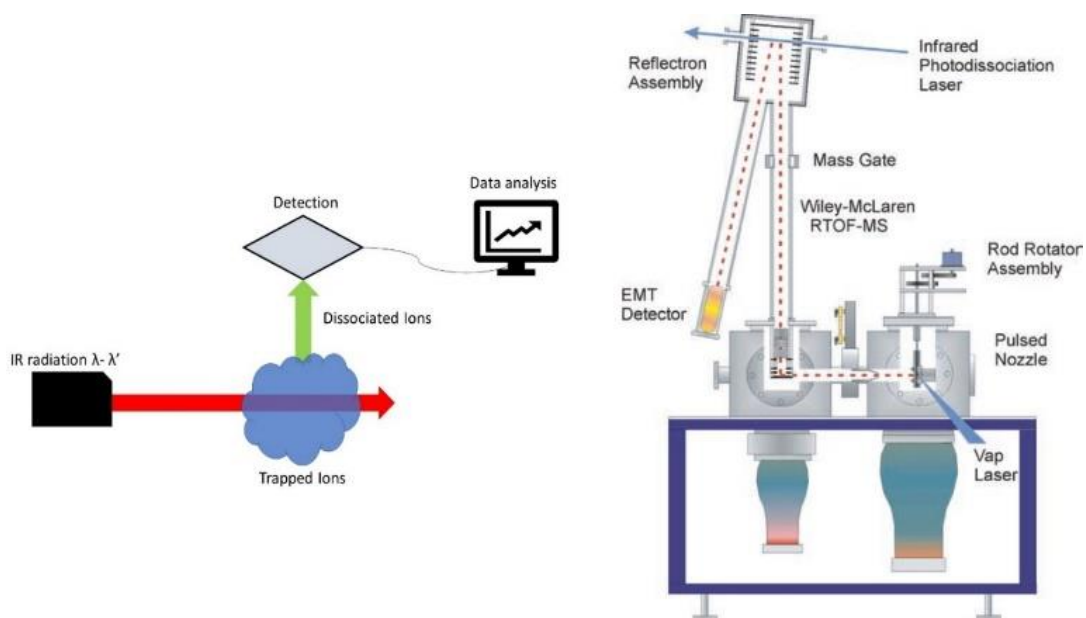 Data analysis
Detection
Dissociated Ions
IR radiation λ- λ’
Trapped Ions
Reflectron
Assembly
Infrared
Photodissociation
Laser
Mass Gate
Wiley-McLaren
RTOF-MS
Rod Rotator
Assembly
EMT
Detector
Pulsed
Nozzle
Vap
Laser